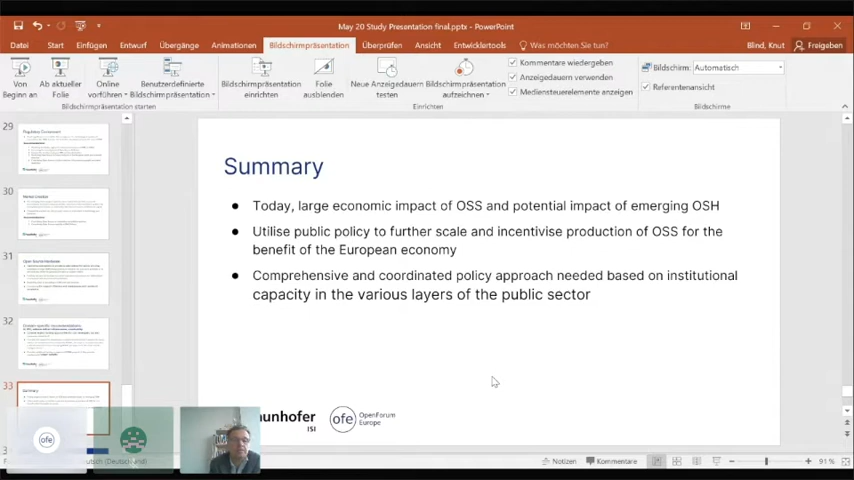 May 20 Study Presentation final.pptx - PowerPoint
Datei Start Einfügen Entwurf Übergänge Animationen Bildschirmpräsentation Überprüfen Ansicht Entwicklertools Was möchten Sie tun? Blind, Knut Freigeben
Von Beginn an
Ab aktueller Folie
Online vorführen
Benutzerdefinierte Bildschirmpräsentation
Bildschirmpräsentation einrichten
Folie ausblenden
Neue Anzeigedauern testen
Bildschirmpräsentation aufzeichnen
Kommentare wiedergeben
Anzeigedauern verwenden
Mediensteuerelemente anzeigen
Bildschirm: Automatisch
Referentenansicht
Bildschirmpräsentation starten
Einrichten
Bildschirme
29
30
31
32
33
Summary
Summary
● Today, large economic impact of OSS and potential impact of emerging OSH
● Utilise public policy to further scale and incentivise production of OSS for the
benefit of the European economy
● Comprehensive and coordinated policy approach needed based on institutional
capacity in the various layers of the public sector
aunhofer
ISI
ofe
OpenForum
Europe
ofe
Notizen Kommentare 91 %